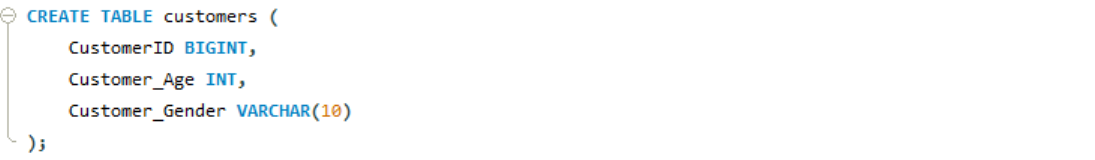 CREATE TABLE customers (
    CustomerID BIGINT,
    Customer_Age INT,
    Customer_Gender VARCHAR(10)
);